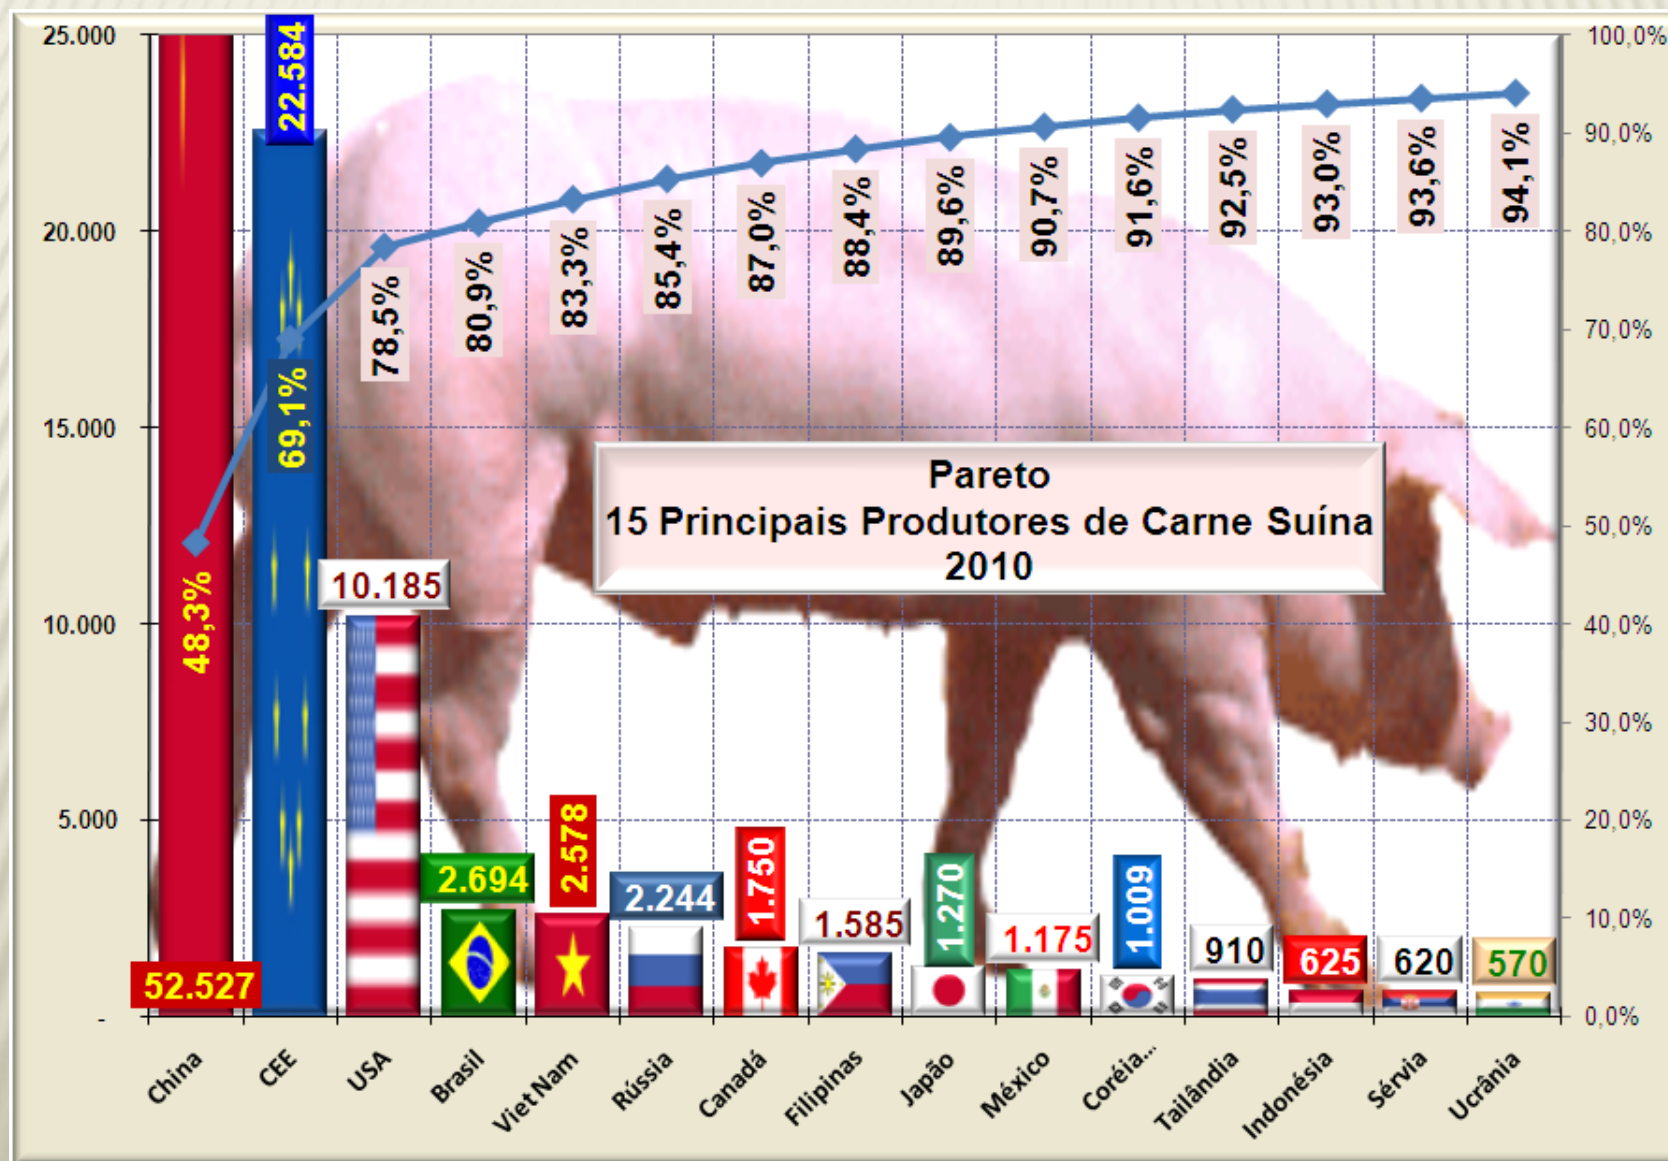 25.000
20.000
15.000
10.000
5.000
-
100,0%
90,0%
80,0%
70,0%
60,0%
50,0%
40,0%
30,0%
20,0%
10,0%
0,0%
Pareto
15 Principais Produtores de Carne Suína
2010
48,3%
69,1%
78,5%
80,9%
83,3%
85,4%
87,0%
88,4%
89,6%
90,7%
91,6%
92,5%
93,0%
93,6%
94,1%
52.527
22.584
10.185
2.694
2.578
2.244
1.750
1.585
1.270
1.175
1.009
910
625
620
570
China
CEE
USA
Brasil
Viet Nam
Rússia
Canadá
Filipinas
Japão
México
Coréia...
Tailândia
Indonésia
Sérvia
Ucrânia